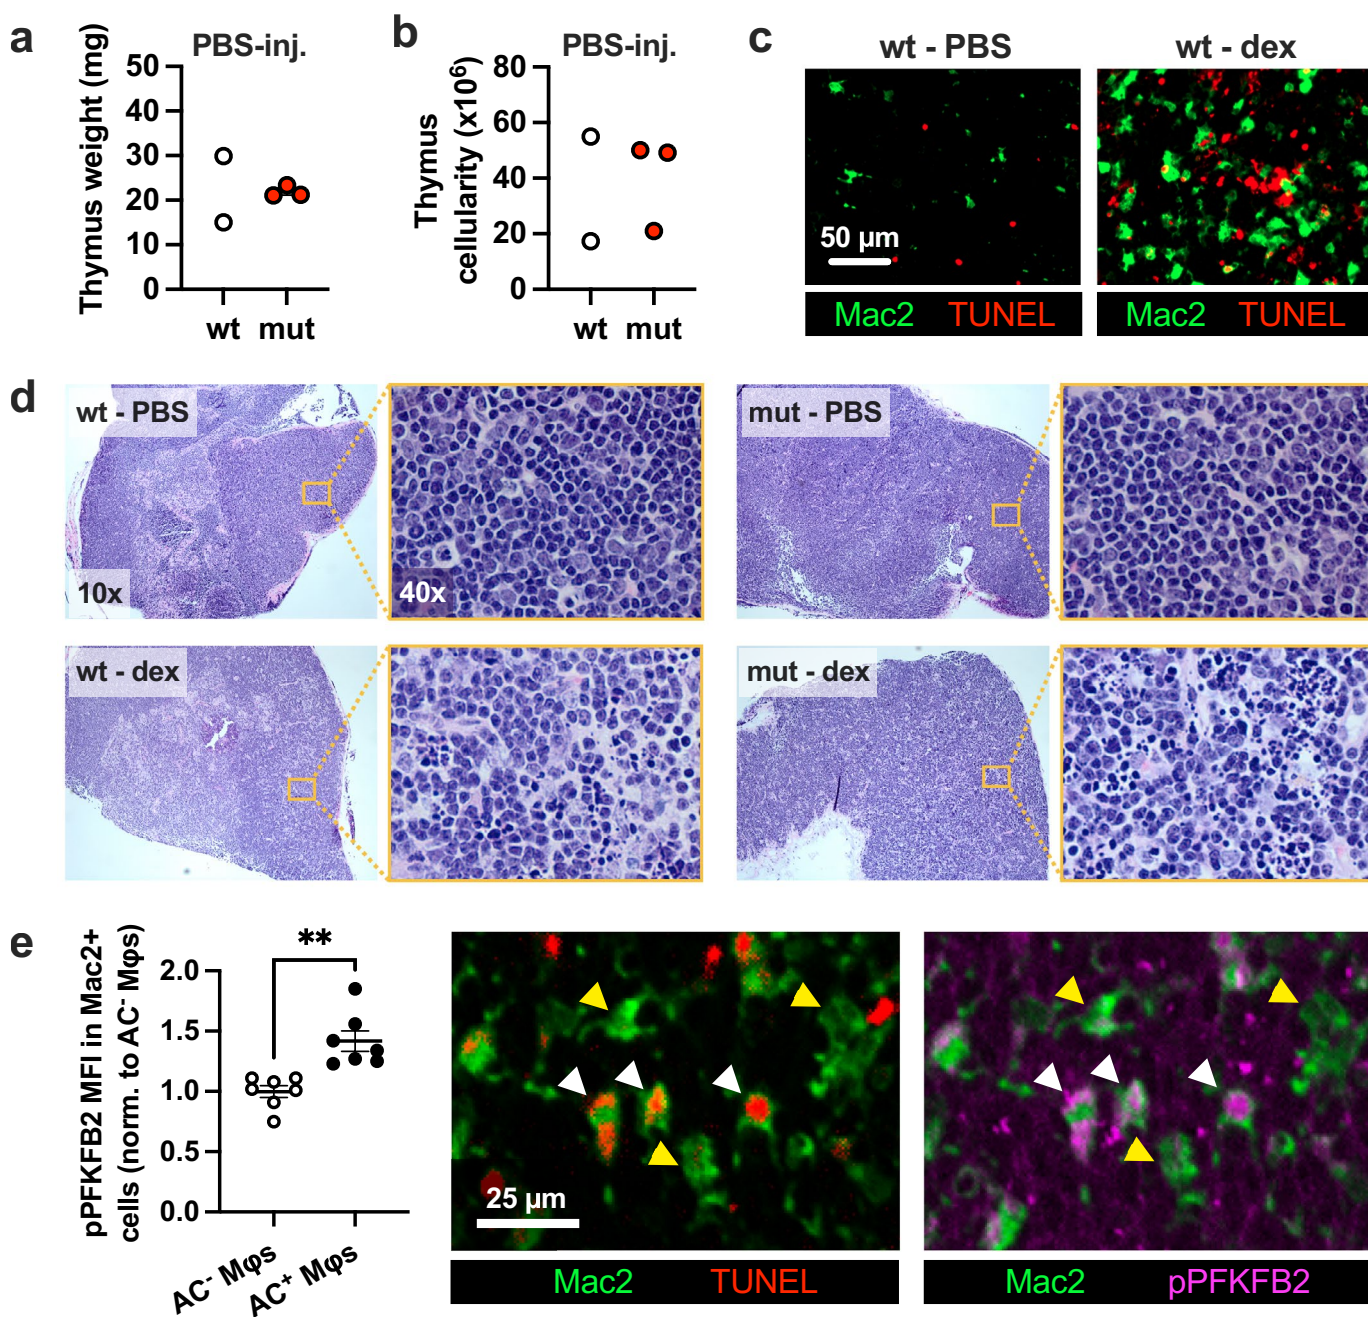 a
PBS-inj.
Thymus weight (mg)
50
40
30
20
10
0
wt
mut
b
PBS-inj.
Thymus
cellularity (x10⁶)
80
60
40
20
0
wt
mut
c
wt - PBS
wt - dex
50 µm
Mac2 TUNEL
Mac2 TUNEL
d
wt - PBS
10x
40x
mut - PBS
wt - dex
mut - dex
e
pPFKFB2 MFI in Mac2+
cells (norm. to AC⁻ Mφs)
**
2.0
1.5
1.0
0.5
0.0
AC⁻ Mφs
AC⁺ Mφs
25 µm
Mac2 TUNEL
Mac2 pPFKFB2